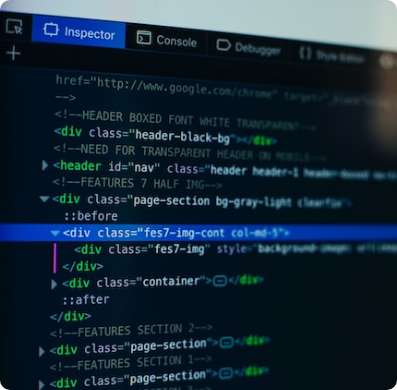 Inspector
Console
Debugger
Style Editor
href="http://www.google.com/chrome" target=
-->
<!--HEADER BOXED FONT WHITE TRANSPARENT-->
<div class="header-black-bg"></div>
<!--NEED FOR TRANSPARENT HEADER ON MOBILE-->
<header id="nav" class="header header-1 header-boxed
<!--FEATURES 7 HALF IMG-->
<div class="page-section bg-gray-light clearfix">
::before
<div class="fes7-img-cont col-md-5">
<div class="fes7-img" style="background-image:
</div>
<div class="container"></div>
::after
</div>
<!--FEATURES SECTION 2-->
<div class="page-section"></div>
<!--FEATURES SECTION 1-->
<div class="page-section"></div>